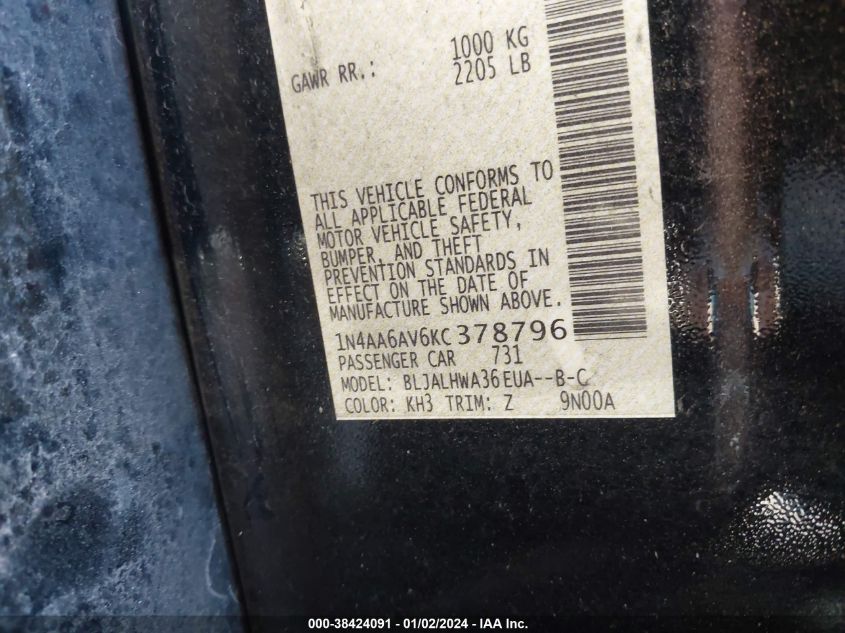 GAWR RR.: 1000 KG
2205 LB
THIS VEHICLE CONFORMS TO
ALL APPLICABLE FEDERAL
MOTOR VEHICLE SAFETY,
BUMPER, AND THEFT
PREVENTION STANDARDS IN
EFFECT ON THE DATE OF
MANUFACTURE SHOWN ABOVE.
1N4AA6AV6KC378796
PASSENGER CAR 731
MODEL: BLJALHWA36EUA--B-C
COLOR: KH3 TRIM: Z 9N00A
000-38424091 - 01/02/2024 - IAA Inc.